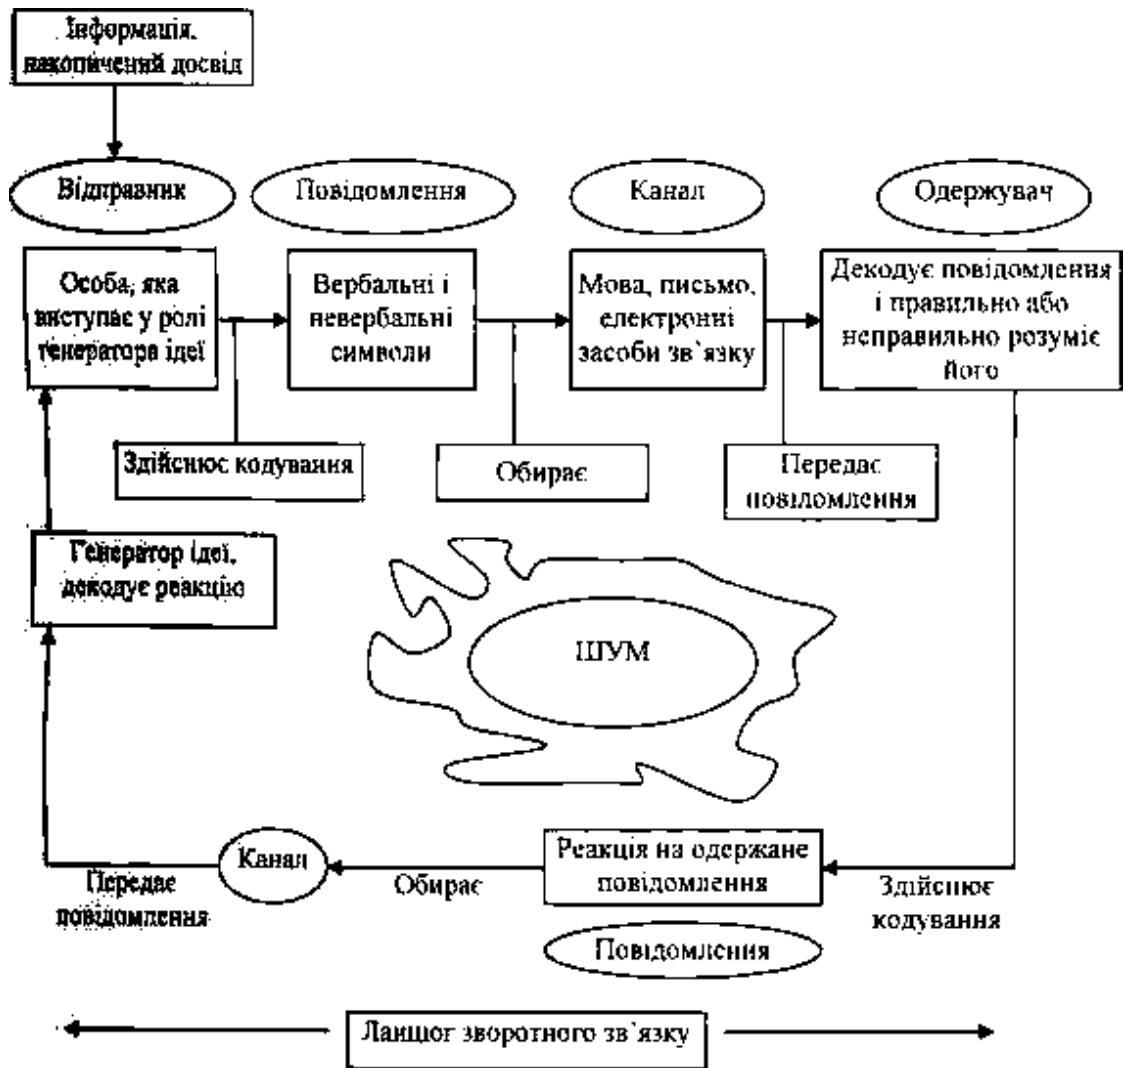 Інформація,
накопичений досвід
Відправник
Повідомлення
Канал
Одержувач
Особа, яка
виступає у ролі
генератора ідеї
Вербальні і
невербальні
символи
Мова, письмо,
електронні
засоби зв`язку
Декодує повідомлення
і правильно або
неправильно розуміє
його
Здійснює кодування
Обирає
Передає
повідомлення
Генератор ідеї,
декодує реакцію
ШУМ
Канал
Передає
повідомлення
Обирає
Реакція на одержане
повідомлення
Здійснює
кодування
Повідомлення
Ланцюг зворотного зв`язку